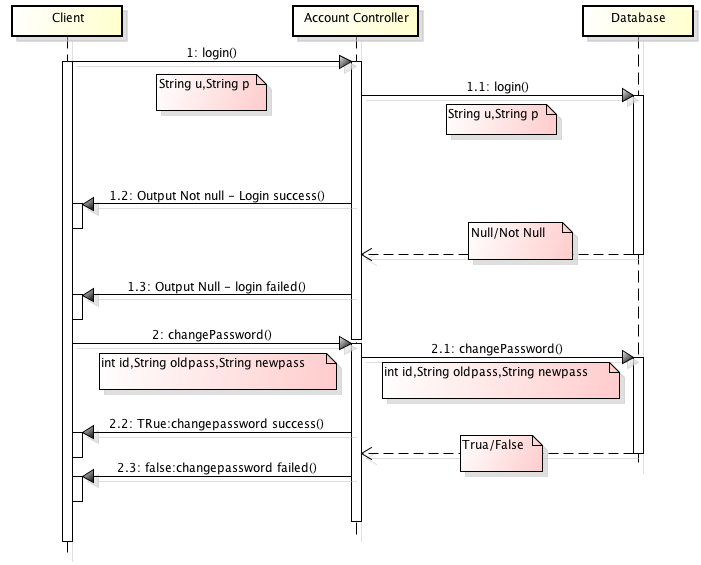 Client
Account Controller
Database
1: login()
String u,String p
1.1: login()
String u,String p
1.2: Output Not null - Login success()
Null/Not Null
1.3: Output Null - login failed()
2: changePassword()
2.1: changePassword()
int id,String oldpass,String newpass
int id,String oldpass,String newpass
2.2: TRue:changepassword success()
Trua/False
2.3: false:changepassword failed()